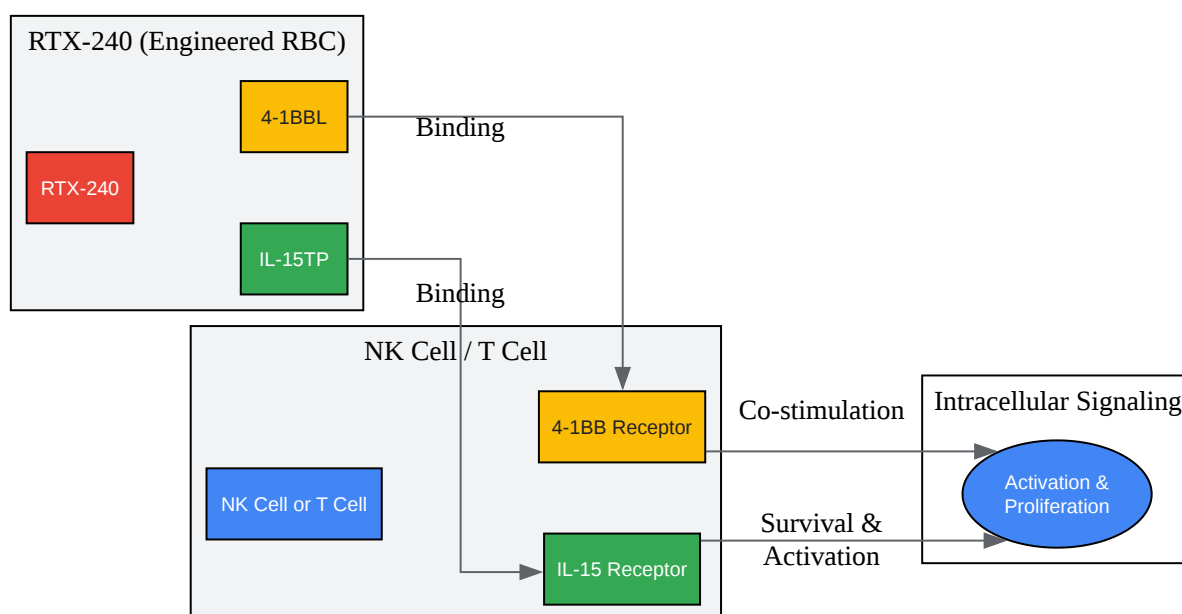 RTX-240 (Engineered RBC)
4-1BBL
Binding
RTX-240
IL-15TP
Binding
NK Cell / T Cell
4-1BB Receptor
Co-stimulation
Intracellular Signaling
Activation &
Proliferation
NK Cell or T Cell
Survival &
Activation
IL-15 Receptor